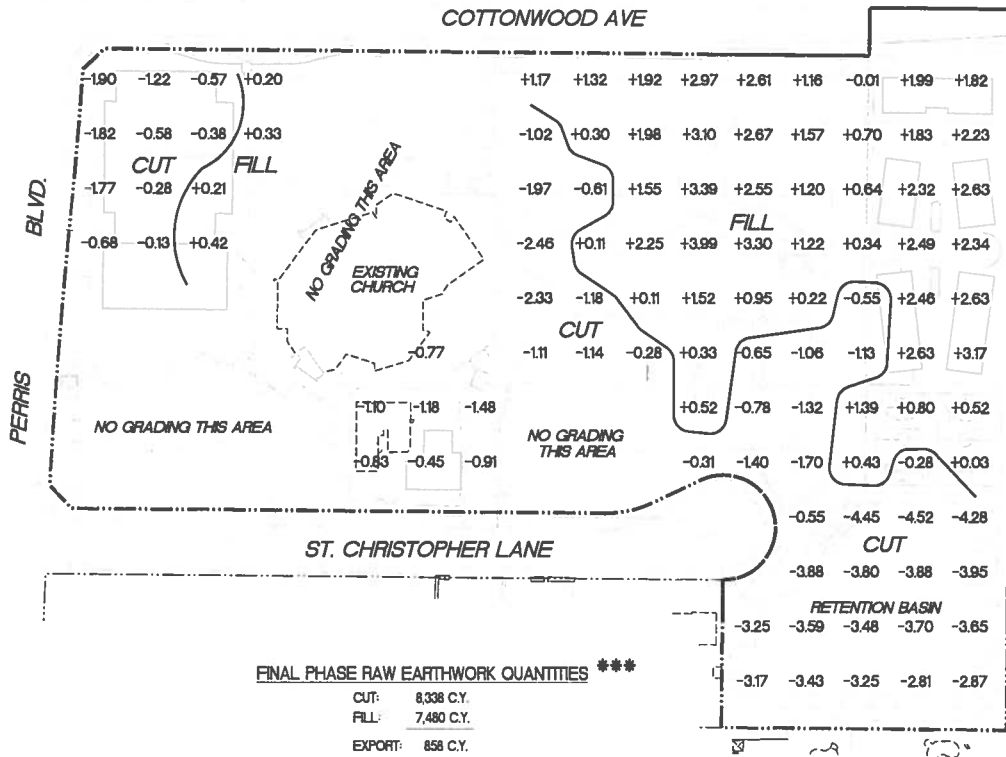 COTTONWOOD AVE
-1.90 -1.22 -0.57 +0.20 +1.17 +1.32 +1.92 +2.97 +2.61 +1.16 -0.01 +1.99 +1.82
-1.82 -0.58 -0.38 +0.33 -1.02 +0.30 +1.98 +3.10 +2.67 +1.57 +0.70 +1.83 +2.23
CUT FILL
-1.77 -0.28 +0.21 -1.97 -0.61 +1.55 +3.39 +2.55 +1.20 +0.64 +2.32 +2.63
NO GRADING THIS AREA
FILL
-0.68 -0.13 +0.42 -2.46 +0.11 +2.25 +3.99 +3.30 +1.22 +0.34 +2.49 +2.34
EXISTING
CHURCH
PERRIS BLVD.
-2.33 -1.18 +0.11 +1.52 +0.95 +0.22 -0.55 +2.46 +2.63
CUT
-0.77 -1.11 -1.14 -0.28 +0.33 -0.65 -1.06 -1.13 +2.63 +3.17
-1.10 -1.18 -1.48 +0.52 -0.78 -1.32 +1.39 +0.80 +0.52
NO GRADING THIS AREA
NO GRADING
THIS AREA
-0.83 -0.45 -0.91 -0.31 -1.40 -1.70 +0.43 -0.28 +0.03
-0.55 -4.45 -4.52 -4.28
ST. CHRISTOPHER LANE
CUT
-3.88 -3.80 -3.88 -3.95
RETENTION BASIN
-3.25 -3.59 -3.48 -3.70 -3.65
-3.17 -3.43 -3.25 -2.81 -2.87
FINAL PHASE RAW EARTHWORK QUANTITIES ***
CUT: 8,338 C.Y.
FILL: 7,480 C.Y.
EXPORT: 858 C.Y.